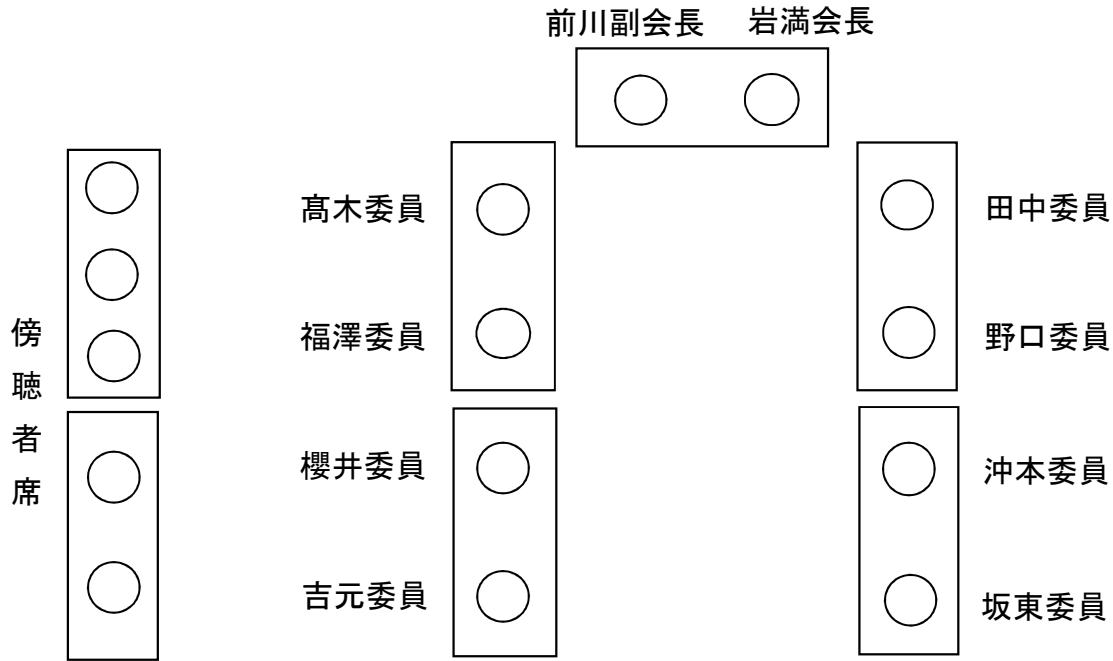 前川副会長 岩満会長
髙木委員 田中委員
福澤委員 野口委員
傍聴者席
櫻井委員 沖本委員
吉元委員 坂東委員